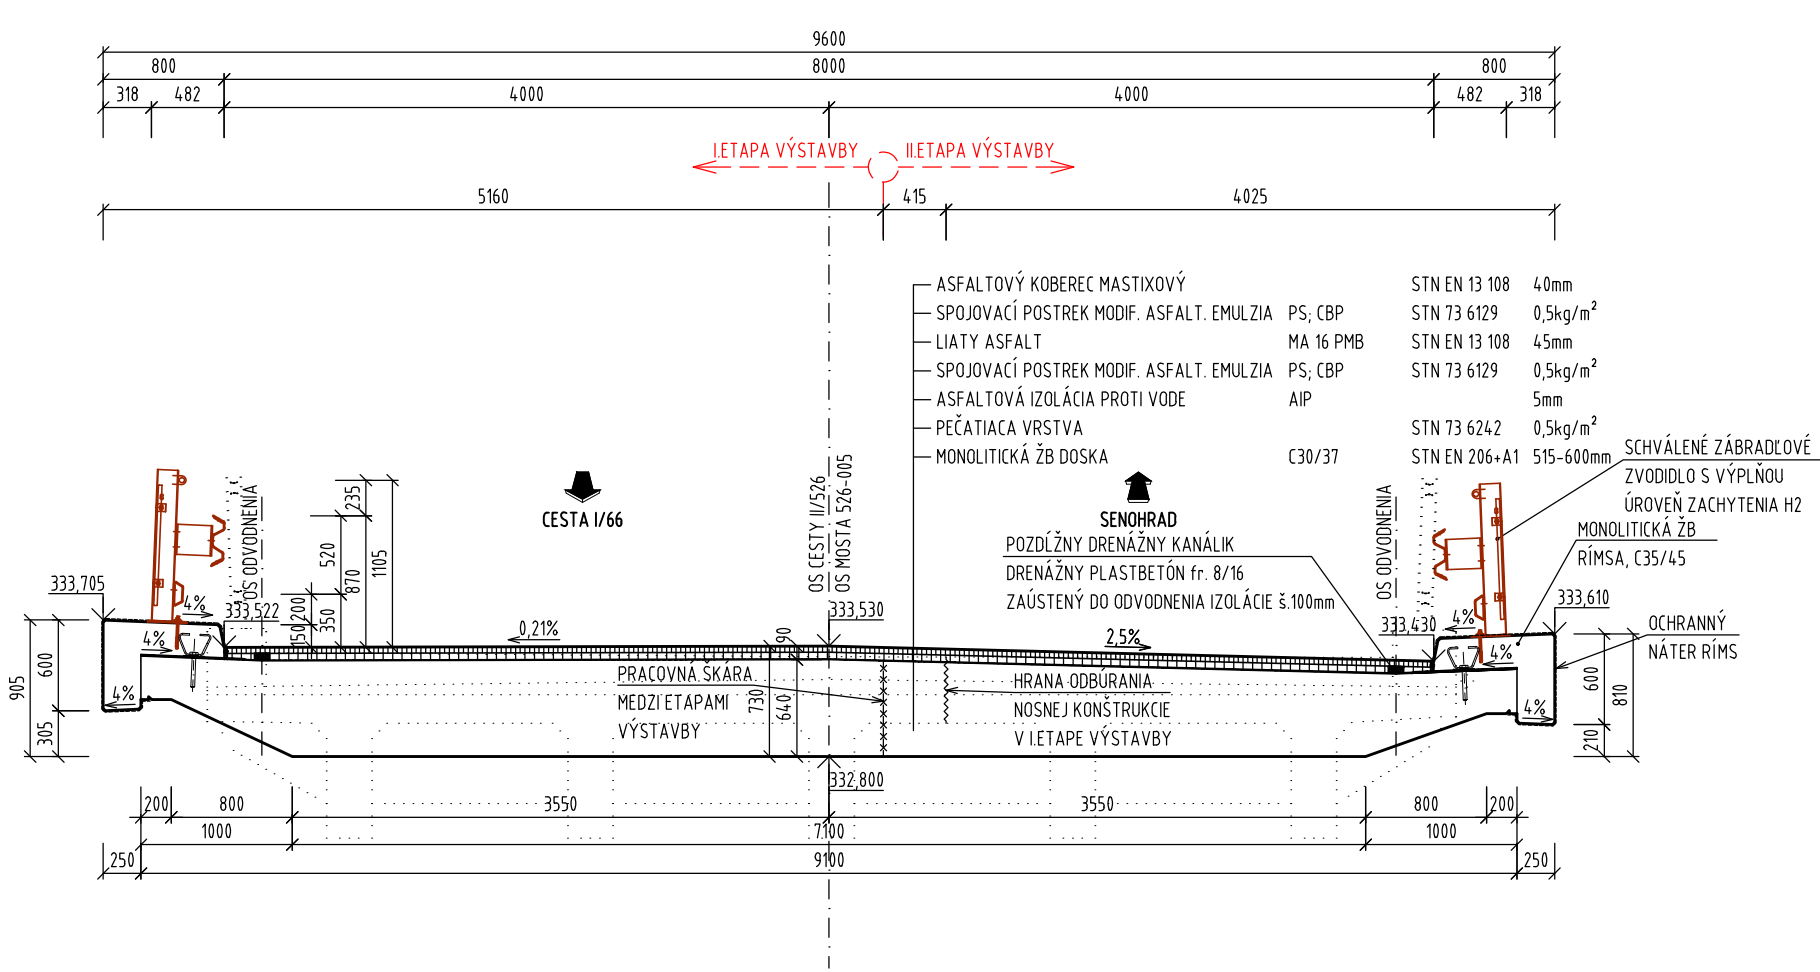 9600
800
8000
800
318
482
4000
4000
482
318
I.ETAPA VÝSTAVBY
II.ETAPA VÝSTAVBY
5160
415
4025
ASFALTOVÝ KOBEREC MASTIXOVÝ STN EN 13 108 40mm
SPOJOVACÍ POSTREK MODIF. ASFALT. EMULZIA PS; CBP STN 73 6129 0,5kg/m²
LIATY ASFALT MA 16 PMB STN EN 13 108 45mm
SPOJOVACÍ POSTREK MODIF. ASFALT. EMULZIA PS; CBP STN 73 6129 0,5kg/m²
ASFALTOVÁ IZOLÁCIA PROTI VODE AIP 5mm
PEČATIACA VRSTVA STN 73 6242 0,5kg/m²
MONOLITICKÁ ŽB DOSKA C30/37 STN EN 206+A1 515-600mm
SCHVÁLENÉ ZÁBRADĽOVÉ
ZVODIDLO S VÝPLŇOU
ÚROVEŇ ZACHYTENIA H2
MONOLITICKÁ ŽB
RÍMSA, C35/45
OCHRANNÝ
NÁTER RÍMS
OS ODVODNENIA
235
520
870
1105
200
150
350
CESTA I/66
OS CESTY II/526
OS MOSTA 526-005
SENOHRAD
POZDĹŽNY DRENÁŽNY KANÁLIK
DRENÁŽNY PLASTBETÓN fr. 8/16
ZAÚSTENÝ DO ODVODNENIA IZOLÁCIE š.100mm
OS ODVODNENIA
333,705
4%
333,522
333,530
333,430
4%
333,610
4%
0,21%
90
2,5%
4%
905
600
305
4%
PRACOVNÁ ŠKÁRA
MEDZI ETAPAMI
VÝSTAVBY
730
640
HRANA ODBÚRANIA
NOSNEJ KONŠTRUKCIE
V I.ETAPE VÝSTAVBY
4%
600
210
810
332,800
200
800
3550
3550
800
200
1000
7100
1000
250
9100
250